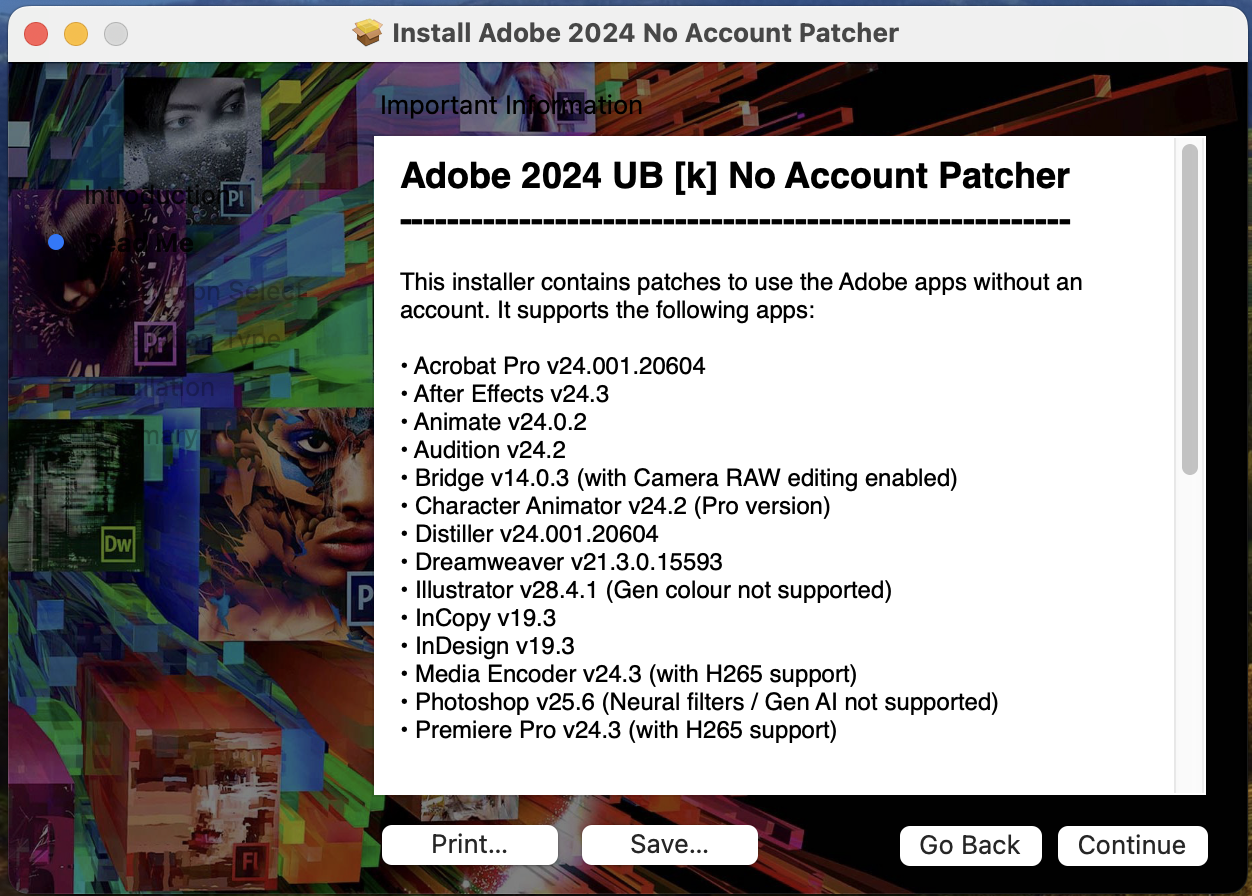 Install Adobe 2024 No Account Patcher
Important Information
Introduction
Read Me
Installation Type
Installation
Pl
Pr
Dw
P
Fl
Adobe 2024 UB [k] No Account Patcher
----------------------------------------------------------
This installer contains patches to use the Adobe apps without an
account. It supports the following apps:
• Acrobat Pro v24.001.20604
• After Effects v24.3
• Animate v24.0.2
• Audition v24.2
• Bridge v14.0.3 (with Camera RAW editing enabled)
• Character Animator v24.2 (Pro version)
• Distiller v24.001.20604
• Dreamweaver v21.3.0.15593
• Illustrator v28.4.1 (Gen colour not supported)
• InCopy v19.3
• InDesign v19.3
• Media Encoder v24.3 (with H265 support)
• Photoshop v25.6 (Neural filters / Gen AI not supported)
• Premiere Pro v24.3 (with H265 support)
Print...
Save...
Go Back
Continue